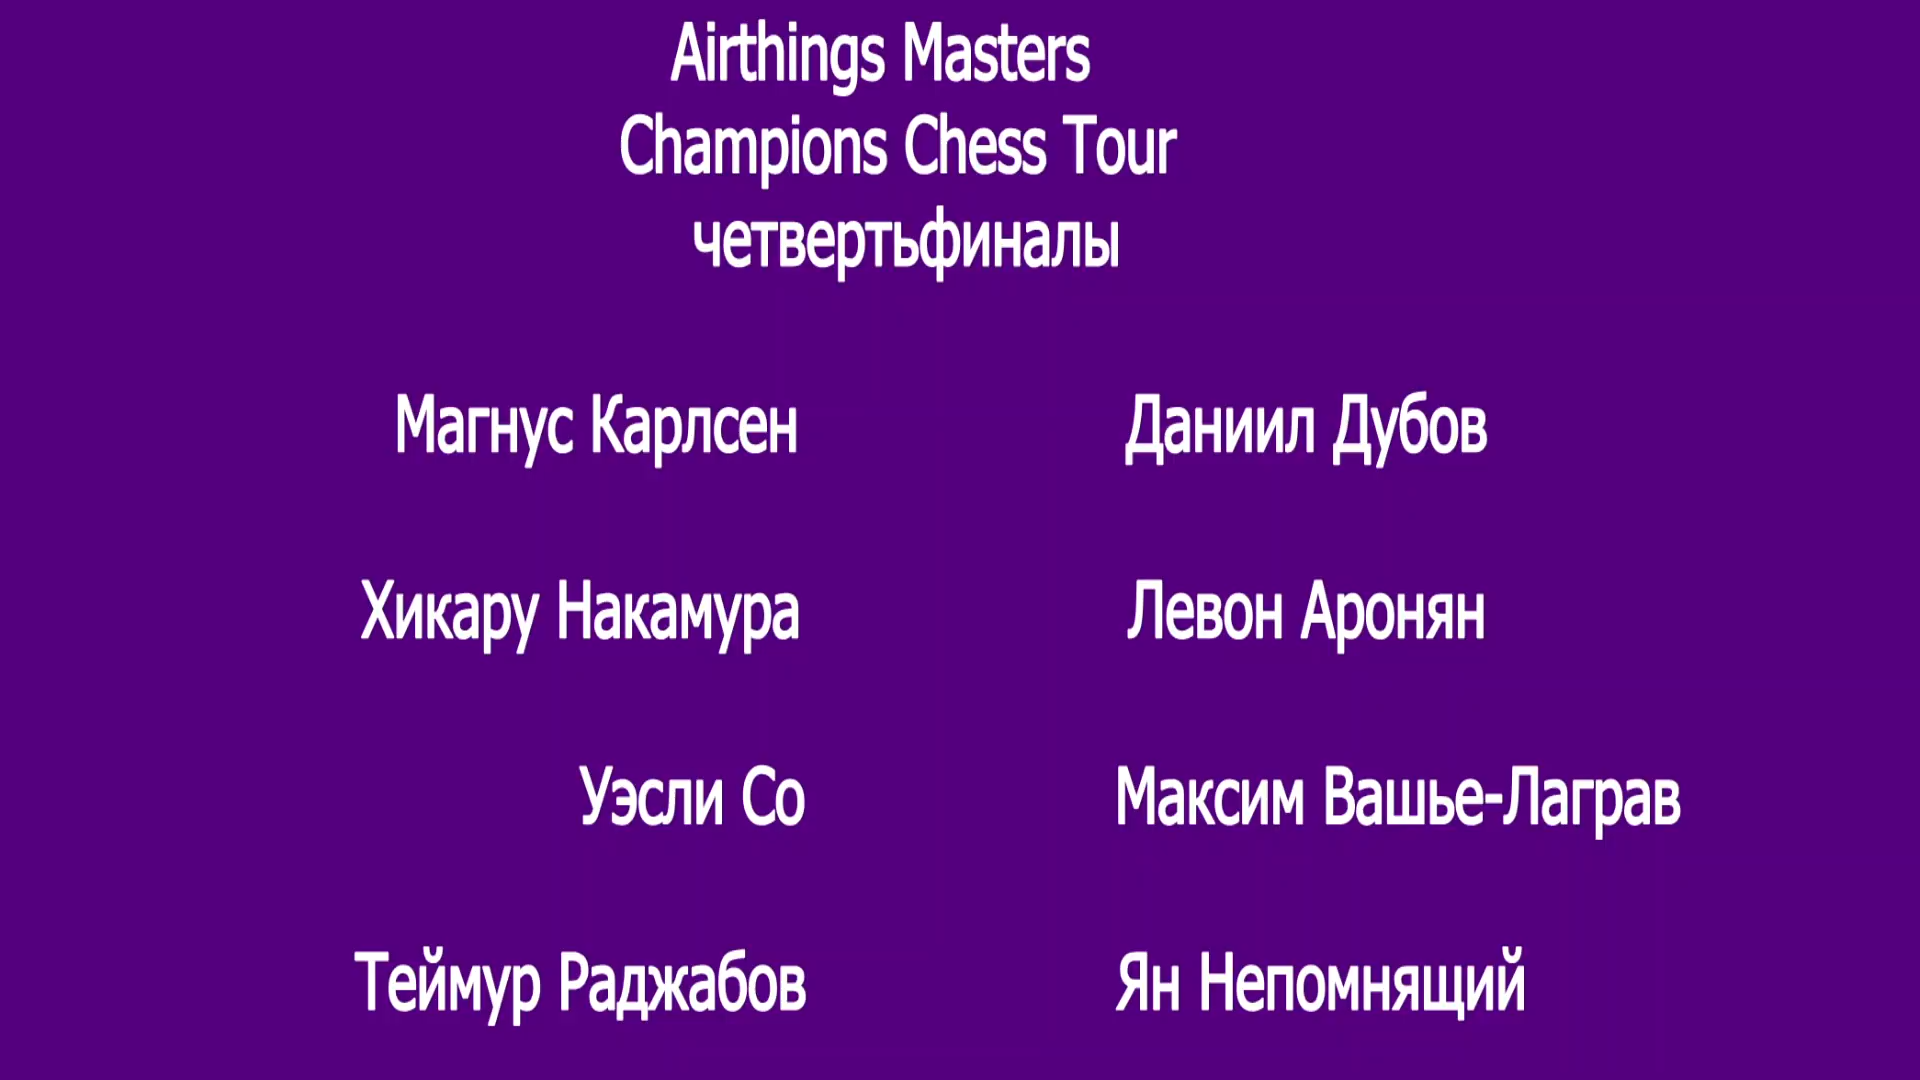 Airthings Masters
Champions Chess Tour
четвертьфиналы
Магнус Карлсен Даниил Дубов
Хикару Накамура Левон Аронян
Уэсли Со Максим Вашье-Лаграв
Теймур Раджабов Ян Непомнящий